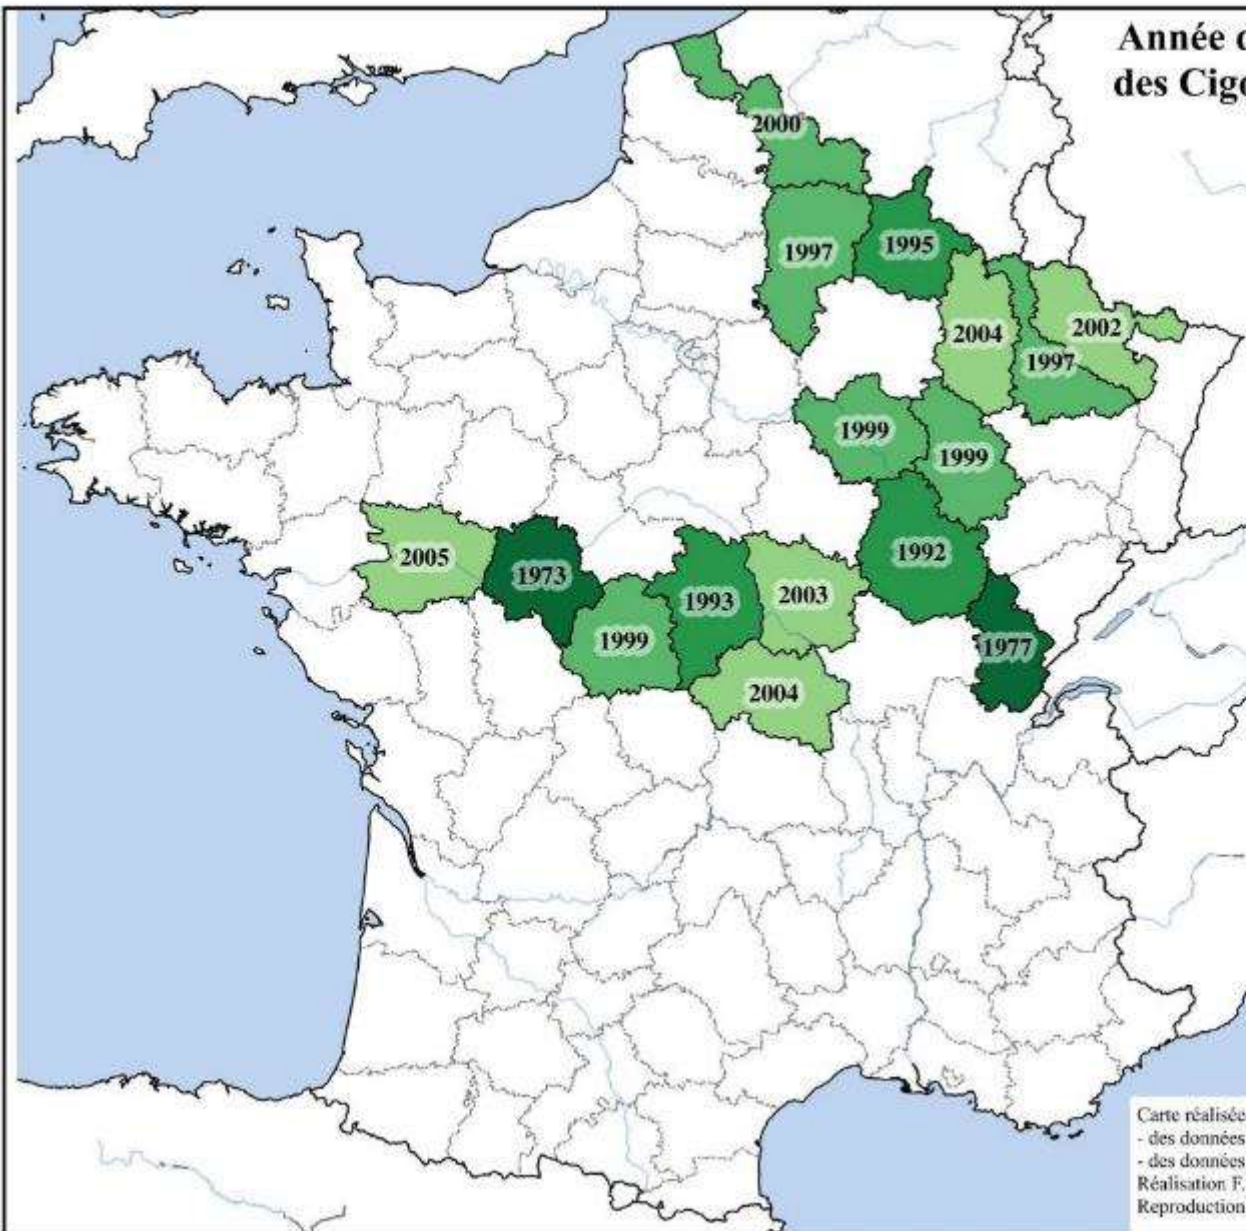 Année d
des Cigo
2000
1997
1995
2004
2002
1997
1999
1999
2005
1973
1992
1993
2003
1999
1977
2004
Carte réalisée
- des données
- des données
Réalisation F.
Reproduction